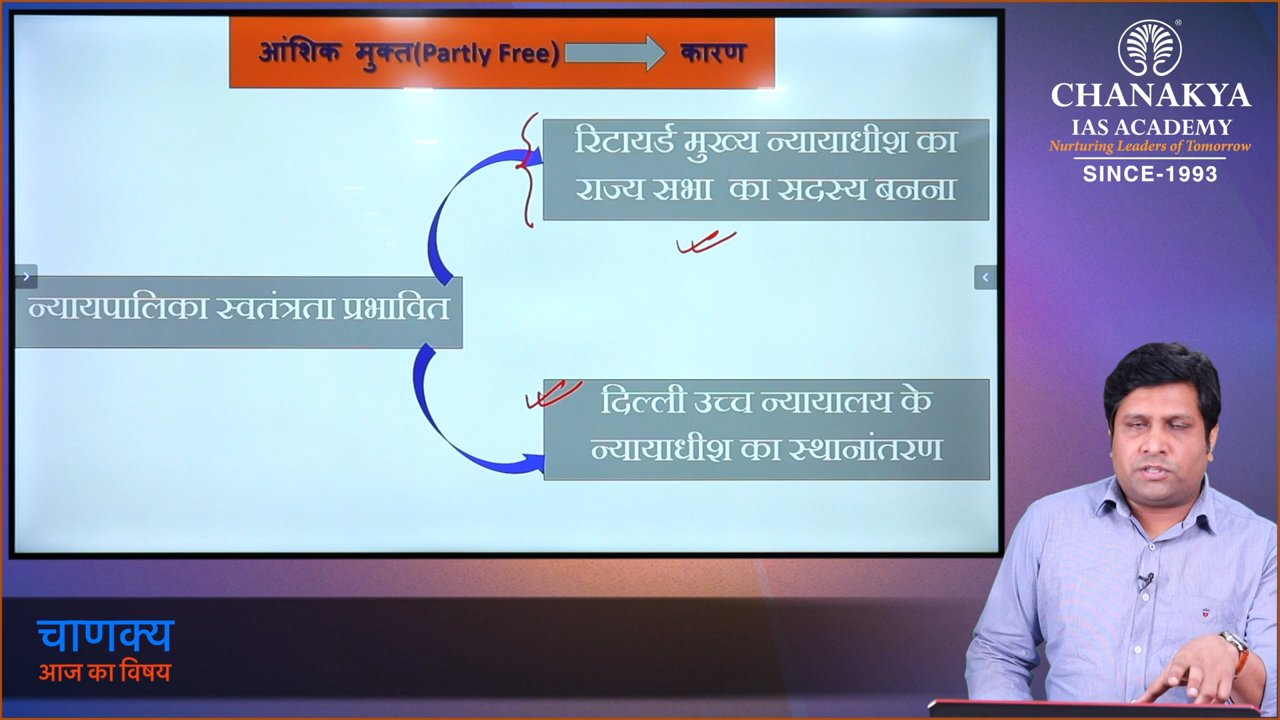 आंशिक मुक्त(Partly Free) कारण
रिटायर्ड मुख्य न्यायाधीश का
राज्य सभा का सदस्य बनना
न्यायपालिका स्वतंत्रता प्रभावित
दिल्ली उच्च न्यायालय के
न्यायाधीश का स्थानांतरण
CHANAKYA
IAS ACADEMY
Nurturing Leaders of Tomorrow
SINCE-1993
चाणक्य
आज का विषय